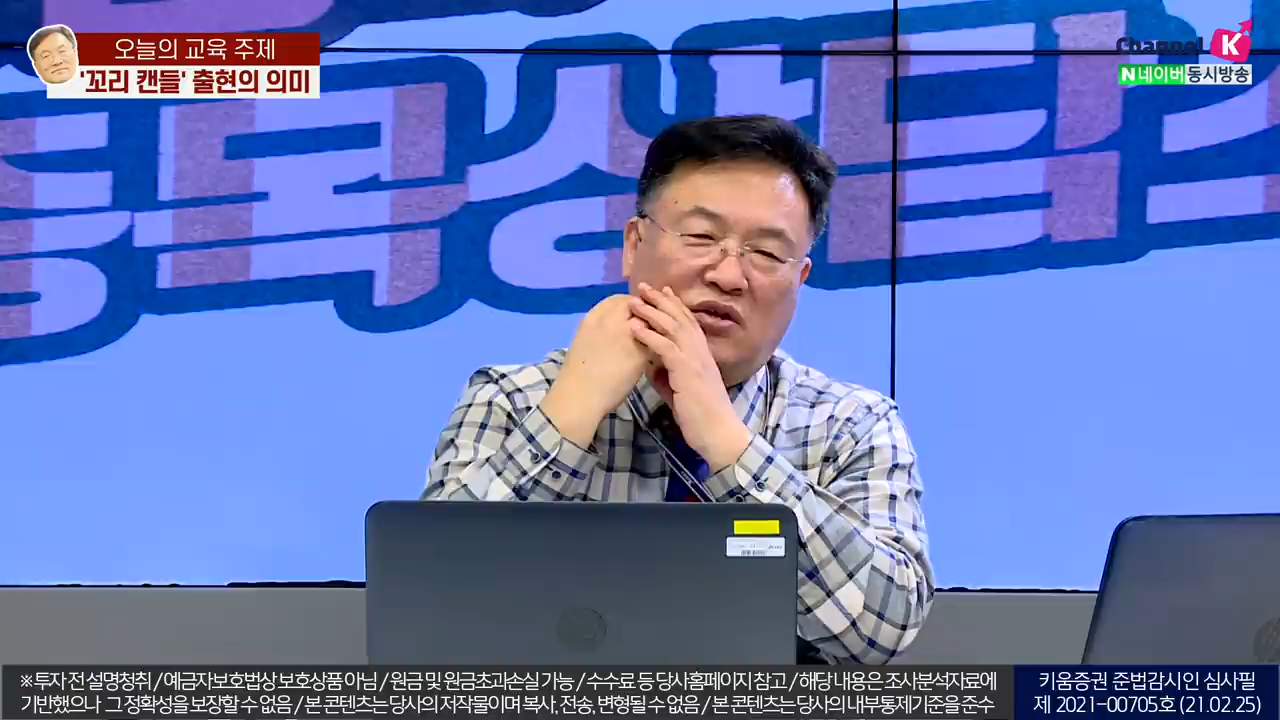 오늘의 교육 주제
'꼬리 캔들' 출현의 의미
Channel K
N 네이버 동시방송
※ 투자 전 설명청취 / 예금자보호법상 보호상품 아님 / 원금 및 원금초과손실 가능 / 수수료 등 당사홈페이지 참고 / 해당 내용은 조사분석자료에
기반했으나 그 정확성을 보장할 수 없음 / 본 콘텐츠는 당사의 저작물이며 복사, 전송, 변형될 수 없음 / 본 콘텐츠는 당사의 내부통제기준을 준수
키움증권 준법감시인 심사필
제 2021-00705호 (21.02.25)